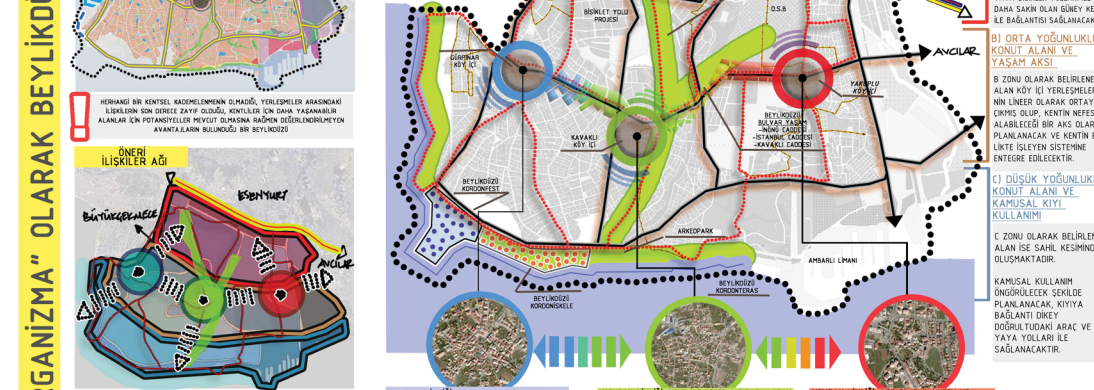 OLARAK BEYLİKDÜ
HERHANGİ BİR KENTSEL KADEMELENMENİN OLMADIĞI, YERLEŞMELER ARASINDAKİ
İLİŞKİLERİN SON DERECE ZAYIF OLDUĞU, KENTLİLER İÇİN DAHA YAŞANABİLİR
ALANLAR İÇİN POTANSİYELLER MEVCUT OLMASINA RAĞMEN DEĞERLENDİRİLMEYEN
AVANTAJLARIN BULUNDUĞU BİR BEYLİKDÜZÜ
ÖNERİ
İLİŞKİLER AĞI
ESENYURT
BÜYÜKÇEKMECE
AVCILAR
BİSİKLET YOLU
PROJESİ
O.S.B
GÜRPINAR
KÖY İÇİ
YAKUPLU
KÖY İÇİ
AVCILAR
KAVAKLI
KÖY İÇİ
BEYLİKDÜZÜ
BULVAR YAŞAM
-İNÖNÜ CADDESİ
-İSTANBUL CADDESİ
-KAVAKLI CADDESİ
BEYLİKDÜZÜ
KORDONFEST
ARKEOPARK
AMBARLI LİMANI
BEYLİKDÜZÜ
KORDONİSKELE
BEYLİKDÜZÜ
KORDONTERAS
DAHA SAKİN OLAN GÜNEY KE
İLE BAĞLANTISI SAĞLANACAK
B) ORTA YOĞUNLUKL
KONUT ALANI VE
YAŞAM AKSI
B ZONU OLARAK BELİRLENE
ALAN KÖY İÇİ YERLEŞMELER
NİN LİNEER OLARAK ORTAY
ÇIKMIŞ OLUP, KENTİN NEFES
ALABİLECEĞİ BİR AKS OLAR
PLANLANACAK VE KENTİN B
LİKTE İŞLEYEN SİSTEMİNE
ENTEGRE EDİLECEKTİR.
C) DÜŞÜK YOĞUNLUK
KONUT ALANI VE
KAMUSAL KIYI
KULLANIMI
C ZONU OLARAK BELİRLEN
ALAN İSE SAHİL KESİMİND
OLUŞMAKTADIR.
KAMUSAL KULLANIM
ÖNGÖRÜLECEK ŞEKİLDE
PLANLANACAK, KIYIYA
BAĞLANTI DİKEY
DOĞRULTUDAKİ ARAÇ VE
YAYA YOLLARI İLE
SAĞLANACAKTIR.